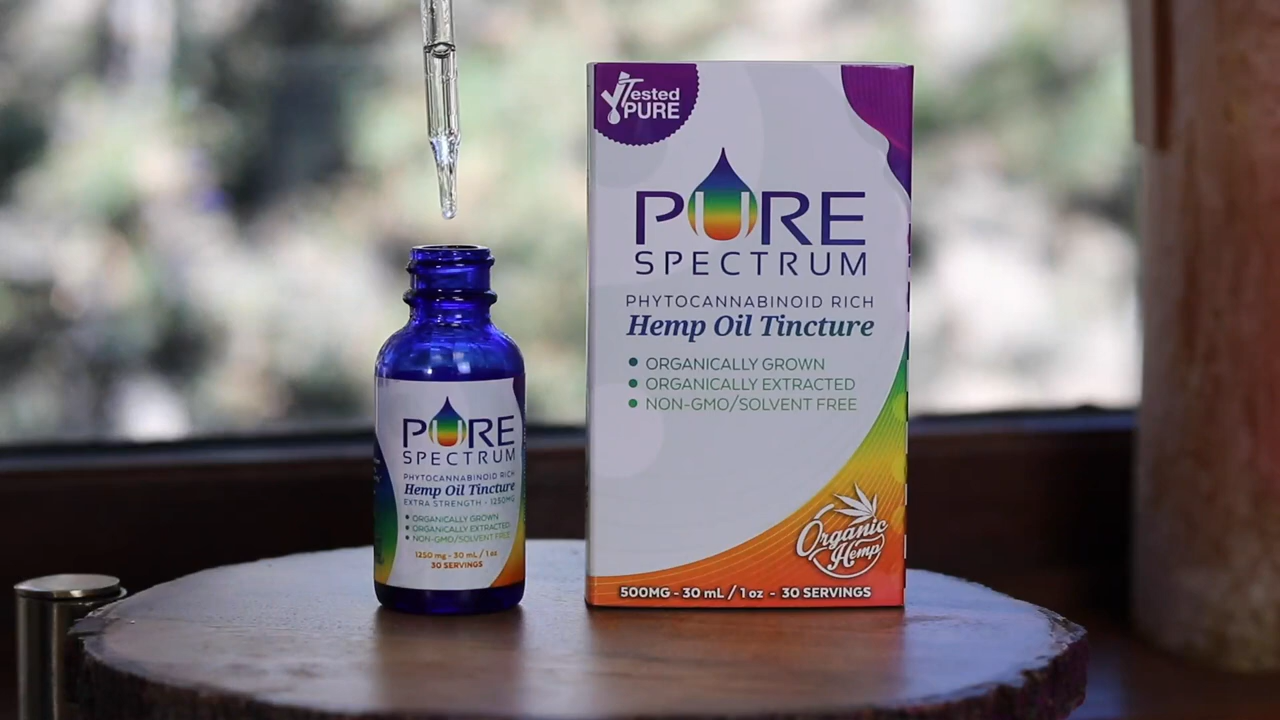 Tested
PURE
PURE
SPECTRUM
PHYTOCANNABINOID RICH
Hemp Oil Tincture
• ORGANICALLY GROWN
• ORGANICALLY EXTRACTED
• NON-GMO/SOLVENT FREE
Organic
Hemp
500MG - 30 mL / 1 oz - 30 SERVINGS
PURE
SPECTRUM
PHYTOCANNABINOID RICH
Hemp Oil Tincture
EXTRA STRENGTH - 1250MG
• ORGANICALLY GROWN
• ORGANICALLY EXTRACTED
• NON-GMO/SOLVENT FREE
1250 mg - 30 mL / 1 oz
30 SERVINGS